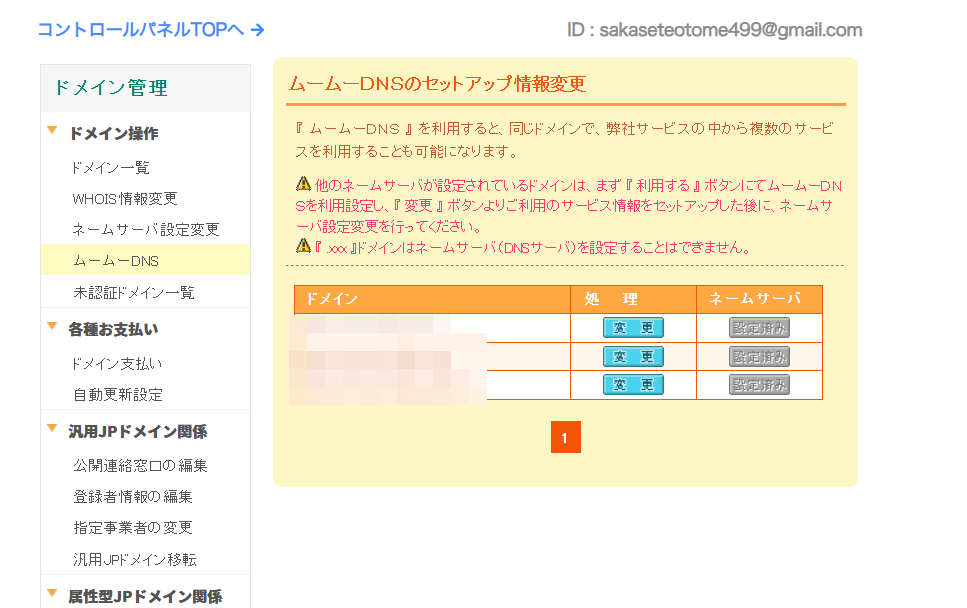 コントロールパネルTOPへ →
ID : sakaseteotome499@gmail.com
ドメイン管理
ドメイン操作
ドメイン一覧
WHOIS情報変更
ネームサーバ設定変更
ムームーDNS
未認証ドメイン一覧
各種お支払い
ドメイン支払い
自動更新設定
汎用JPドメイン関係
公開連絡窓口の編集
登録者情報の編集
指定事業者の変更
汎用JPドメイン移転
属性型JPドメイン関係
ムームーDNSのセットアップ情報変更
『 ムームーDNS 』 を利用すると、同じドメインで、弊社サービスの中から複数のサービ
スを利用することも可能になります。
他のネームサーバが設定されているドメインは、まず 『 利用する 』 ボタンにてムームーDN
Sを利用設定し、『 変更 』 ボタンよりご利用のサービス情報をセットアップした後に、ネームサ
ーバ設定変更を行ってください。
『 .xxx 』ドメインはネームサーバ（DNSサーバ）を設定することはできません。
ドメイン 処 理 ネームサーバ
変 更 設定済み
変 更 設定済み
変 更 設定済み
1